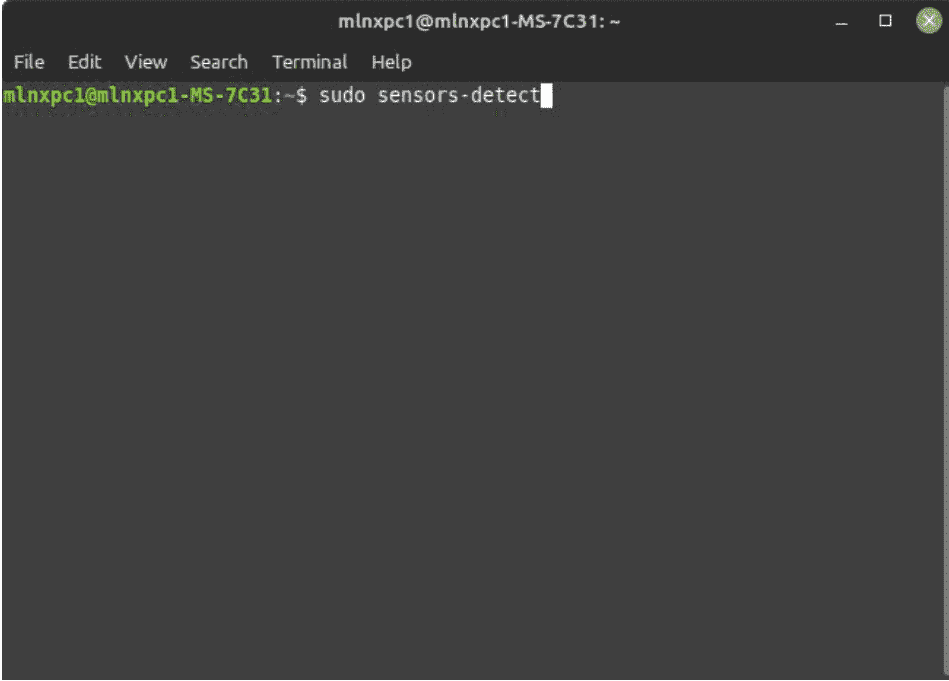 mlnxpc1@mlnxpc1-MS-7C31: ~
File Edit View Search Terminal Help
mlnxpc1@mlnxpc1-MS-7C31:~$ sudo sensors-detect